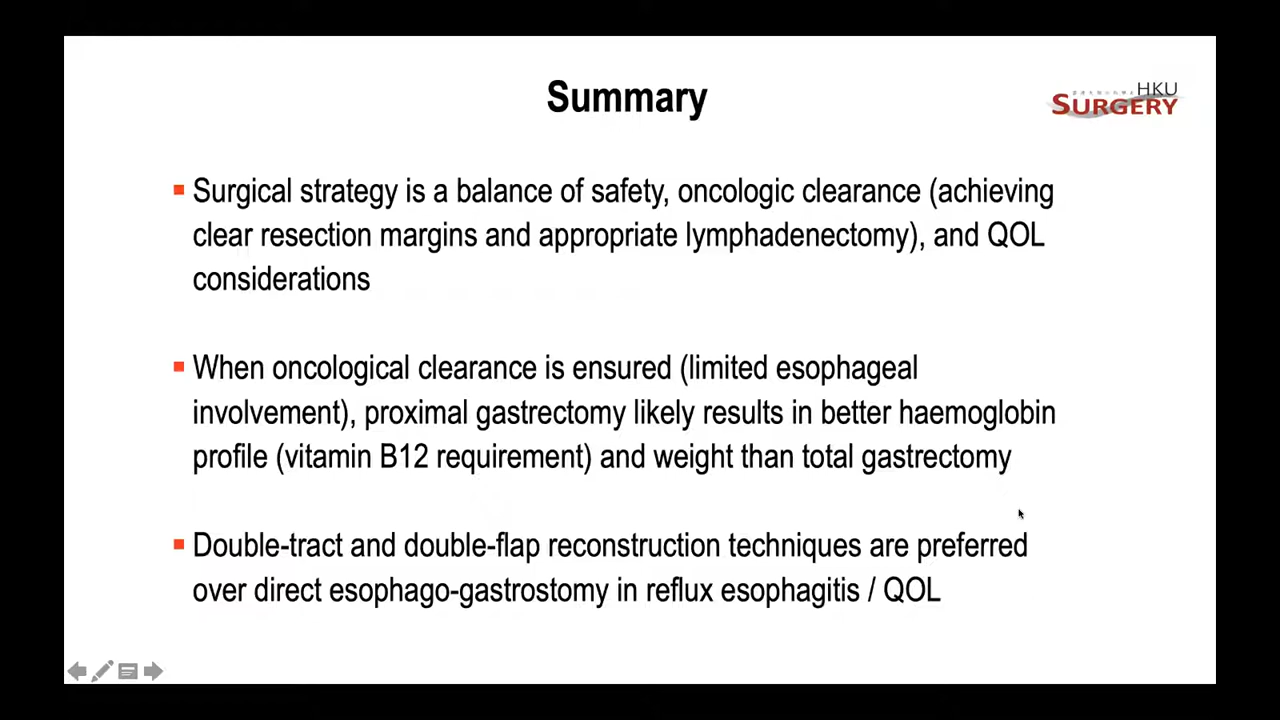 Summary
HKU
SURGERY
Surgical strategy is a balance of safety, oncologic clearance (achieving
clear resection margins and appropriate lymphadenectomy), and QOL
considerations
When oncological clearance is ensured (limited esophageal
involvement), proximal gastrectomy likely results in better haemoglobin
profile (vitamin B12 requirement) and weight than total gastrectomy
Double-tract and double-flap reconstruction techniques are preferred
over direct esophago-gastrostomy in reflux esophagitis / QOL